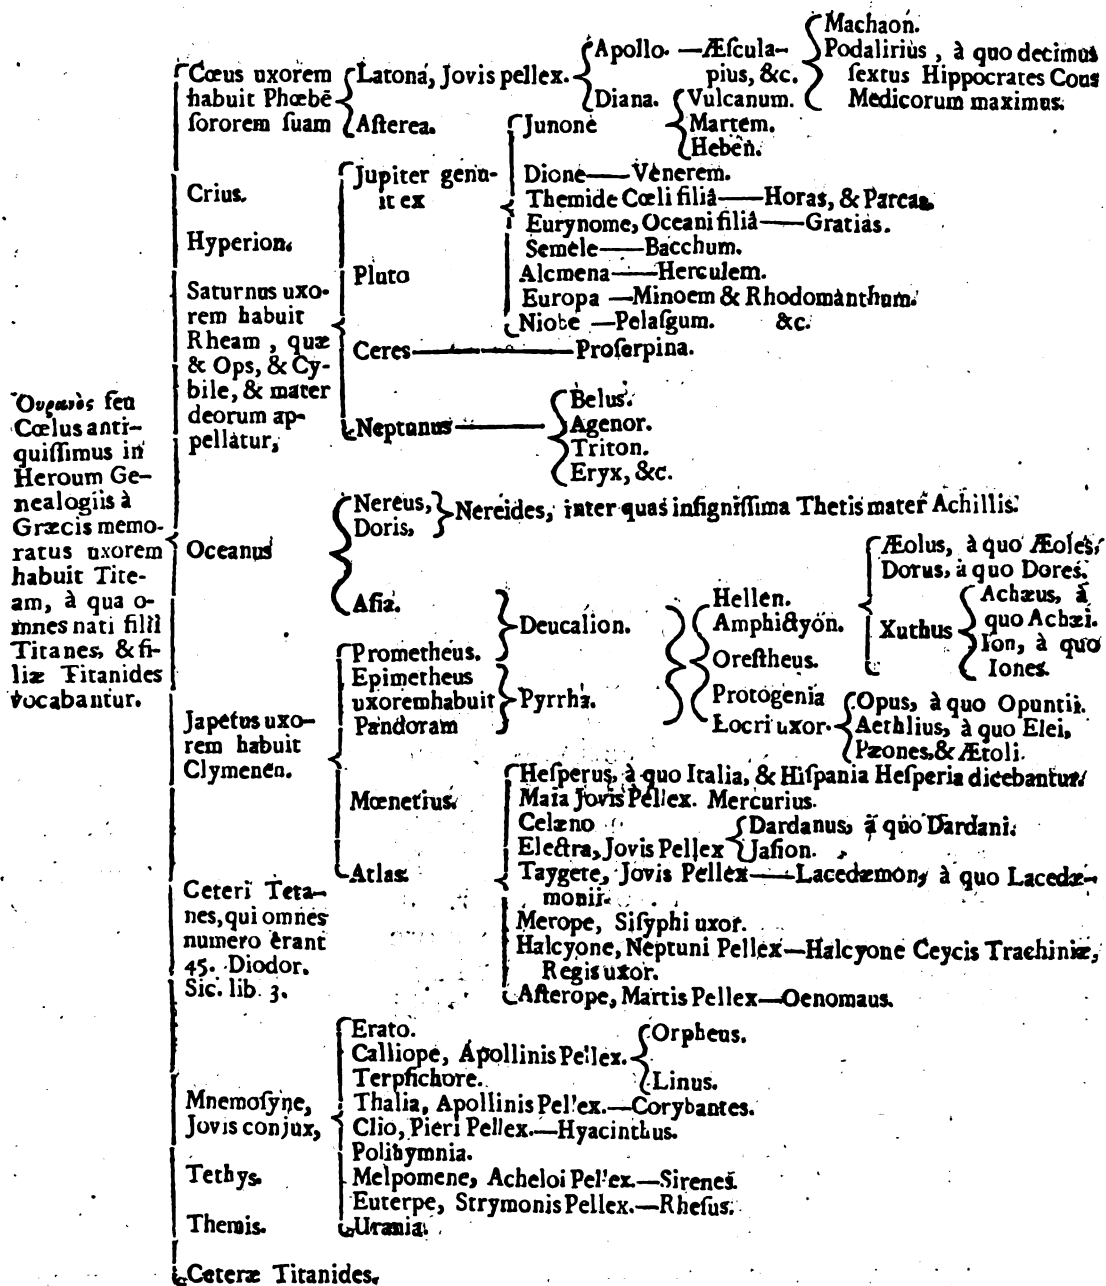 Machaon.
Apollo. —Æſcula-
Podalirius, à quo decimus
Cœus uxorem
Latona, Jovis pellex.
pius, &c.
ſextus Hippocrates Cous
habuit Phœbē
Diana.
Vulcanum.
Medicorum maximus.
ſororem ſuam
Aſterea.
Junone
Martem.
Heben.
Jupiter genu-
Dione——Venerem.
Crius.
it ex
Themide Cœli filiâ——Horas, & Parcas.
Eurynome, Oceani filiâ——Gratias.
Hyperion.
Semele——Bacchum.
Pluto
Alcmena——Herculem.
Saturnus uxo-
Europa —Minoem & Rhodomanthum.
rem habuit
Niobe —Pelaſgum. &c.
Rheam, quæ
Ceres————Proſerpina.
& Ops, & Cy-
bile, & mater
Belus.
Οὐρανὸς ſeu
deorum ap-
Neptunus———
Agenor.
Cœlus anti-
pellatur,
Triton.
quiſſimus in
Eryx, &c.
Heroum Ge-
nealogiis à
Nereus,
Nereides, inter quas inſigniſſima Thetis mater Achillis.
Græcis memo-
Doris,
ratus uxorem
Oceanus
Æolus, à quo Æoles,
habuit Tite-
Dorus, à quo Dores.
am, à qua o-
Aſia.
Hellen.
Achæus, à
mnes nati filii
Deucalion.
Amphictyon.
Xuthus
quo Achæi.
Titanes, & fi-
Ion, à quo
liæ Titanides
Prometheus.
Oreſtheus.
Iones.
vocabantur.
Epimetheus
uxorem habuit
Pyrrha.
Protogenia
Opus, à quo Opuntii.
Japetus uxo-
Pandoram
Locri uxor.
Aethlius, à quo Elei,
rem habuit
Pæones, & Ætoli.
Clymenen.
Heſperus, à quo Italia, & Hiſpania Heſperia dicebantur.
Mœnetius.
Maia Jovis Pellex. Mercurius.
Celæno
Dardanus, à quo Dardani.
Electra, Jovis Pellex
Jaſion.
Atlas.
Taygete, Jovis Pellex——Lacedæmon, à quo Lacedæ-
Ceteri Teta-
monii.
nes, qui omnes
Merope, Siſyphi uxor.
numero erant
Halcyone, Neptuni Pellex—Halcyone Ceycis Trachiniæ,
45. Diodor.
Regis uxor.
Sic. lib. 3.
Aſterope, Martis Pellex—Oenomaus.
Erato.
Orpheus.
Calliope, Apollinis Pellex.
Terpſichore.
Linus.
Mnemoſyne,
Thalia, Apollinis Pellex.—Corybantes.
Jovis conjux,
Clio, Pieri Pellex.—Hyacinthus.
Polihymnia.
Tethys.
Melpomene, Acheloi Pellex.—Sirenes.
Euterpe, Strymonis Pellex.—Rheſus.
Themis.
Urania.
Ceteræ Titanides.